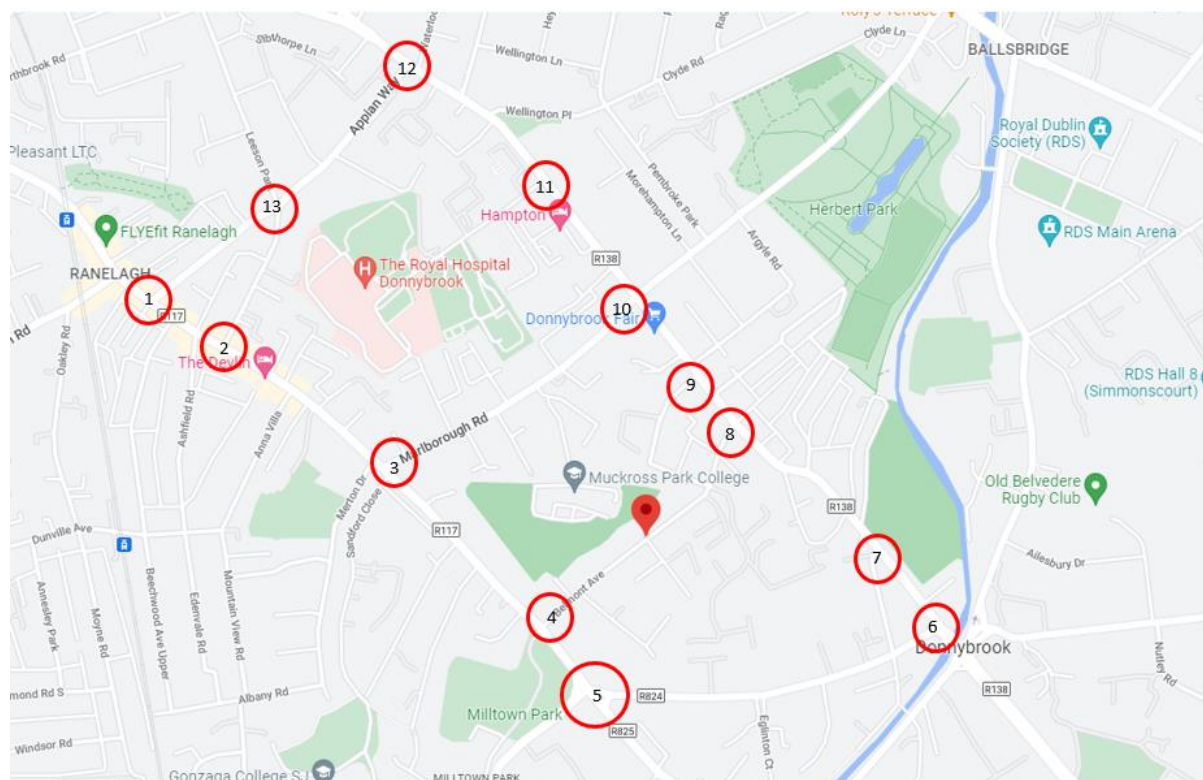 Roly's Terrace
Clyde Ln
BALLSBRIDGE
Sibthorpe Ln
Wellington Ln
Clyde Rd
12
Appian Way
Wellington Pl
Royal Dublin
Society (RDS)
Leeson Park
Pleasant LTC
Pembroke Park
Morehampton Ln
11
13
Hampton
Herbert Park
FLYEfit Ranelagh
RDS Main Arena
Argyle Rd
RANELAGH
The Royal Hospital
Donnybrook
R138
1
R117
10
Donnybrook Fair
Oakley Rd
2
The Devlin
RDS Hall 8
(Simmonscourt)
9
Ashfield Rd
Anna Villa
8
Marlborough Rd
3
Muckross Park College
Merton Dr
Sandford Close
Old Belvedere
Rugby Club
R138
Dunville Ave
R117
7
Ailesbury Dr
Annesley Park
Moyne Rd
Beechwood Ave Upper
Edenvale Rd
Mountain View Rd
4
Belmont Ave
6
Donnybrook
Nutley Rd
Albany Rd
5
R824
R138
Milltown Park
R825
Eglinton Ct
Windsor Rd
Gonzaga College S.J
MILLTOWN PARK